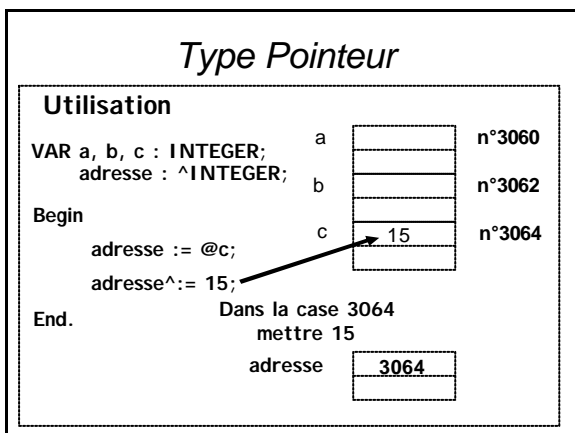 Type Pointeur
Utilisation
VAR a, b, c : INTEGER;
adresse : ^INTEGER;
Begin
adresse := @c;
adresse^:= 15;
End.
a n°3060
b n°3062
c 15 n°3064
Dans la case 3064
mettre 15
adresse 3064